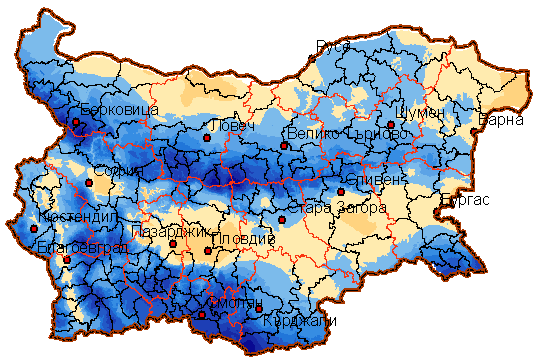 Русе
Берковица
Шумен
Варна
Ловеч
Велико Търново
София
Сливен
Бургас
Кюстендил
Стара Загора
Пазарджик
Пловдив
Благоевград
Смолян
Кърджали